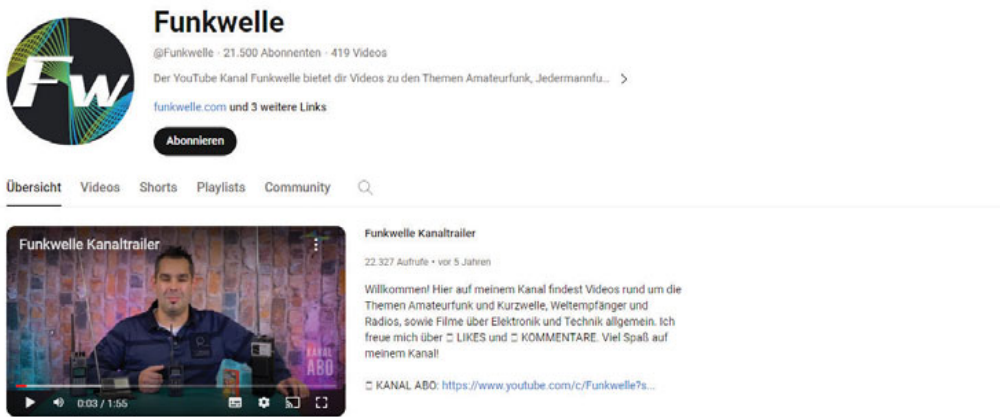 Fw
Funkwelle
@Funkwelle · 21.500 Abonnenten · 419 Videos
Der YouTube Kanal Funkwelle bietet dir Videos zu den Themen Amateurfunk, Jedermannfu...
funkwelle.com und 3 weitere Links
Abonnieren
Übersicht Videos Shorts Playlists Community
Funkwelle Kanaltrailer
KANAL
ABO
0:03 / 1:55
Funkwelle Kanaltrailer
22.327 Aufrufe • vor 5 Jahren
Willkommen! Hier auf meinem Kanal findest Videos rund um die
Themen Amateurfunk und Kurzwelle, Weltempfänger und
Radios, sowie Filme über Elektronik und Technik allgemein. Ich
freue mich über □ LIKES und □ KOMMENTARE. Viel Spaß auf
meinem Kanal!
□ KANAL ABO: https://www.youtube.com/c/Funkwelle?s...